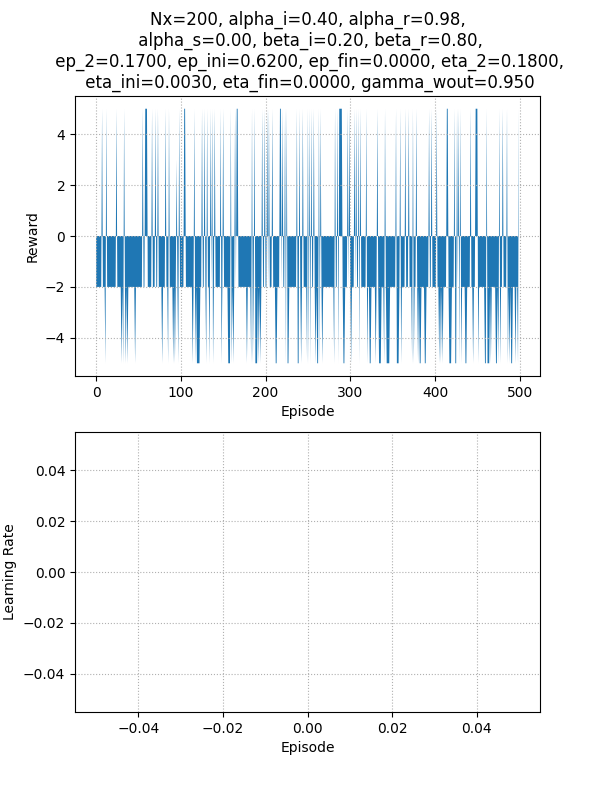 Nx=200, alpha_i=0.40, alpha_r=0.98,
alpha_s=0.00, beta_i=0.20, beta_r=0.80,
ep_2=0.1700, ep_ini=0.6200, ep_fin=0.0000, eta_2=0.1800,
eta_ini=0.0030, eta_fin=0.0000, gamma_wout=0.950
4
2
0
−2
−4
Reward
0 100 200 300 400 500
Episode
0.04
0.02
0.00
−0.02
−0.04
Learning Rate
−0.04 −0.02 0.00 0.02 0.04
Episode